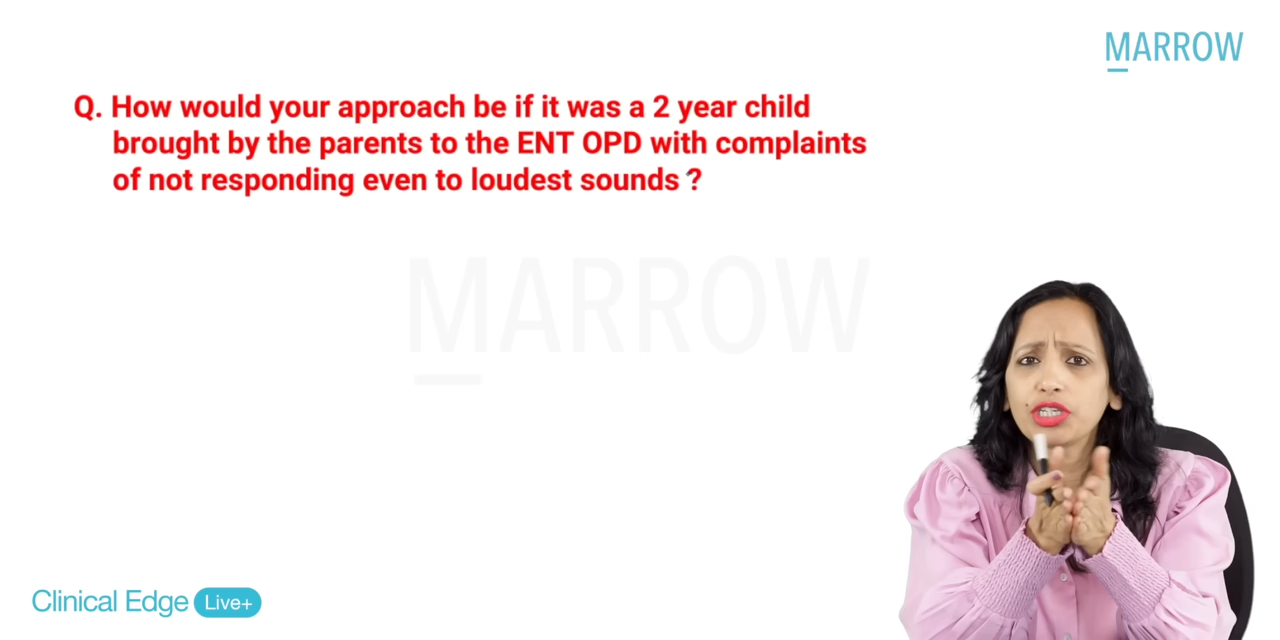 MARROW
Q. How would your approach be if it was a 2 year child
brought by the parents to the ENT OPD with complaints
of not responding even to loudest sounds ?
MARROW
Clinical Edge Live+